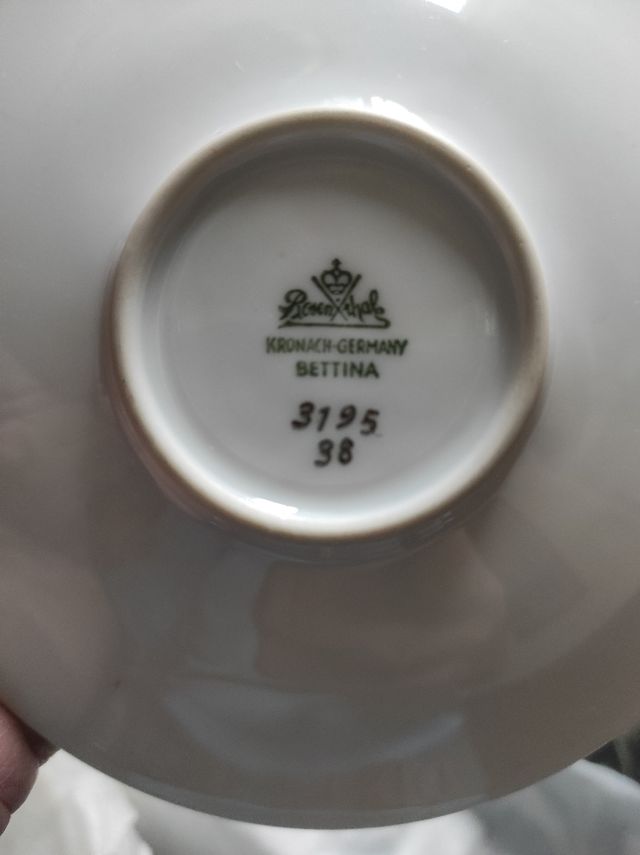 Rosenthal
KRONACH-GERMANY
BETTINA
3195
38